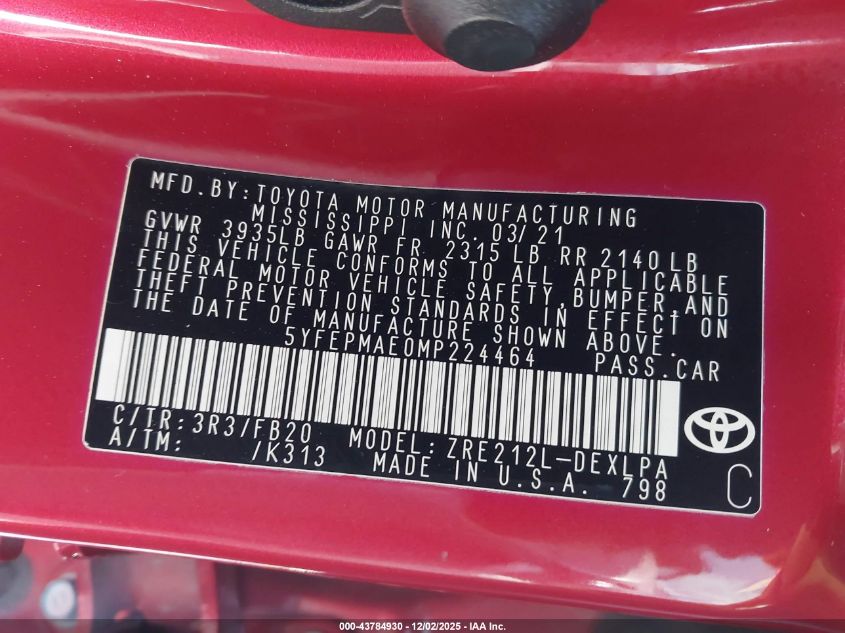 MFD. BY: TOYOTA MOTOR MANUFACTURING
MISSISSIPPI INC. 03/21
GVWR 3935LB GAWR FR. 2315 LB RR 2140 LB
THIS VEHICLE CONFORMS TO ALL APPLICABLE
FEDERAL MOTOR VEHICLE SAFETY, BUMPER, AND
THEFT PREVENTION STANDARDS IN EFFECT ON
THE DATE OF MANUFACTURE SHOWN ABOVE.
5YFEPMAE0MP224464 PASS. CAR
C/TR: 3R3/FB20 MODEL: ZRE212L-DEXLPA
A/TM: /K313 MADE IN U.S.A. 798
C
000-43784930 - 12/02/2025 - IAA Inc.